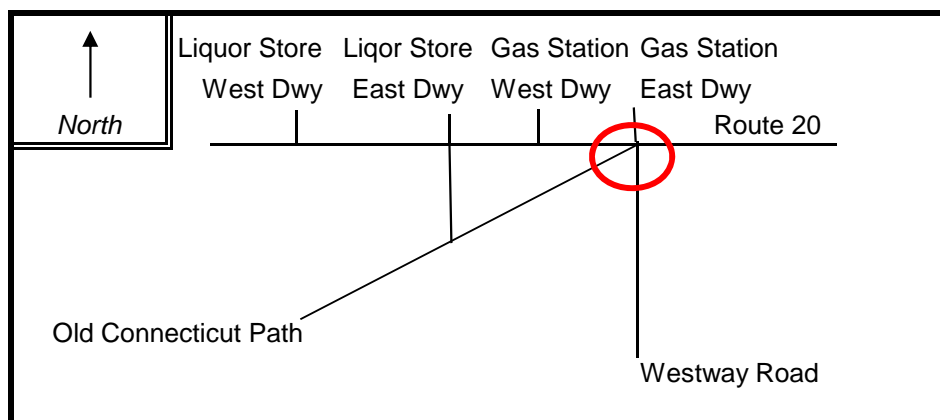 Liquor Store Liqor Store Gas Station Gas Station
West Dwy East Dwy West Dwy East Dwy
North
Route 20
Old Connecticut Path
Westway Road